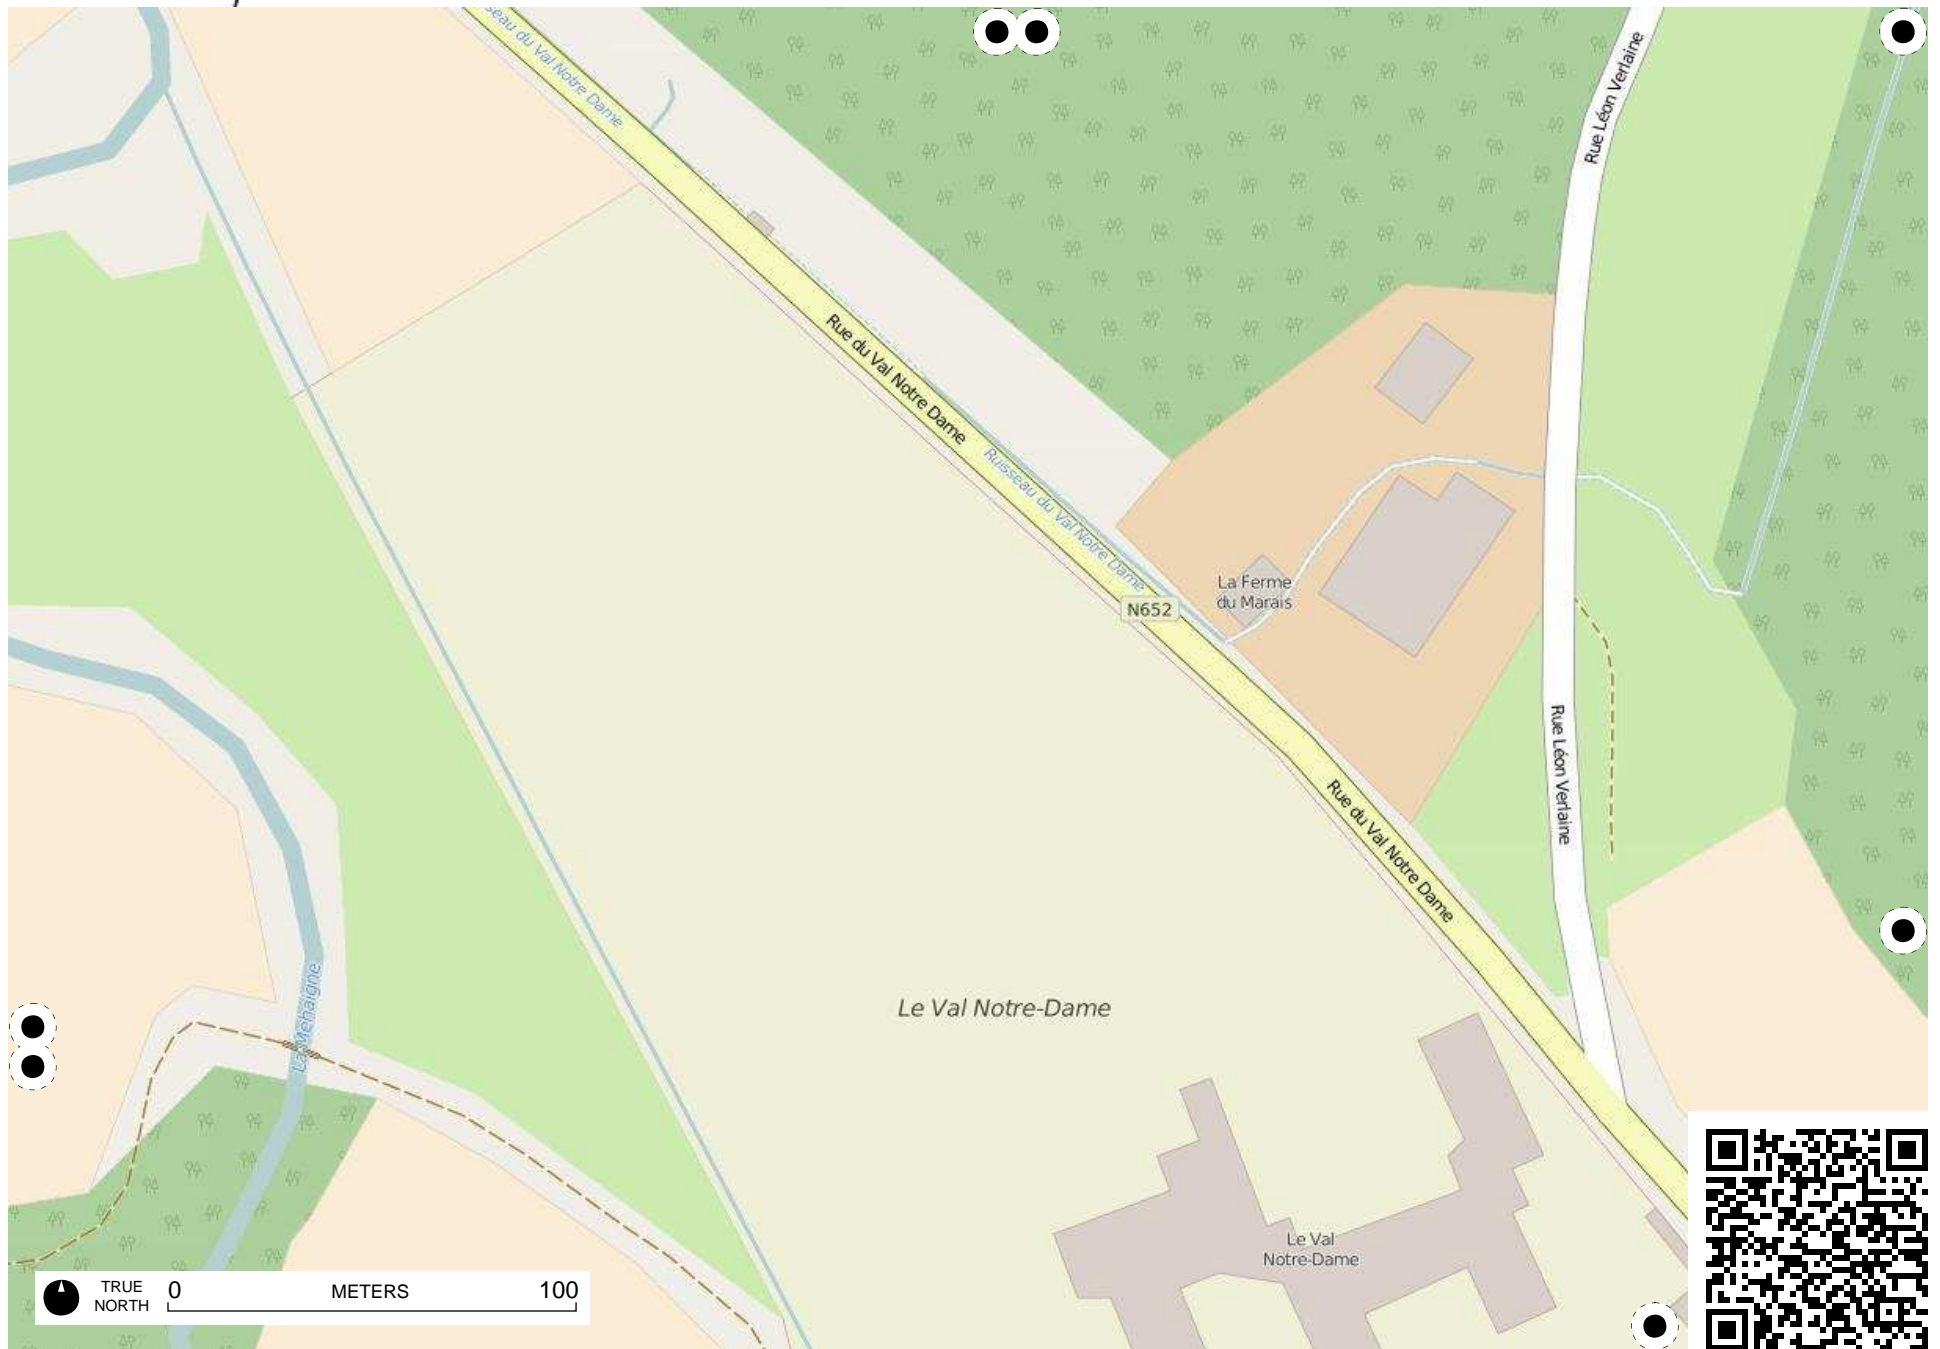 seau du Val Notre Dame
Rue Léon Verlaine
Rue du Val Notre Dame
Ruisseau du Val Notre Dame
La Ferme
du Marais
N652
Rue Léon Verlaine
Rue du Val Notre Dame
La Mehaigne
Le Val Notre-Dame
Le Val
Notre-Dame
TRUE
NORTH
0 METERS 100